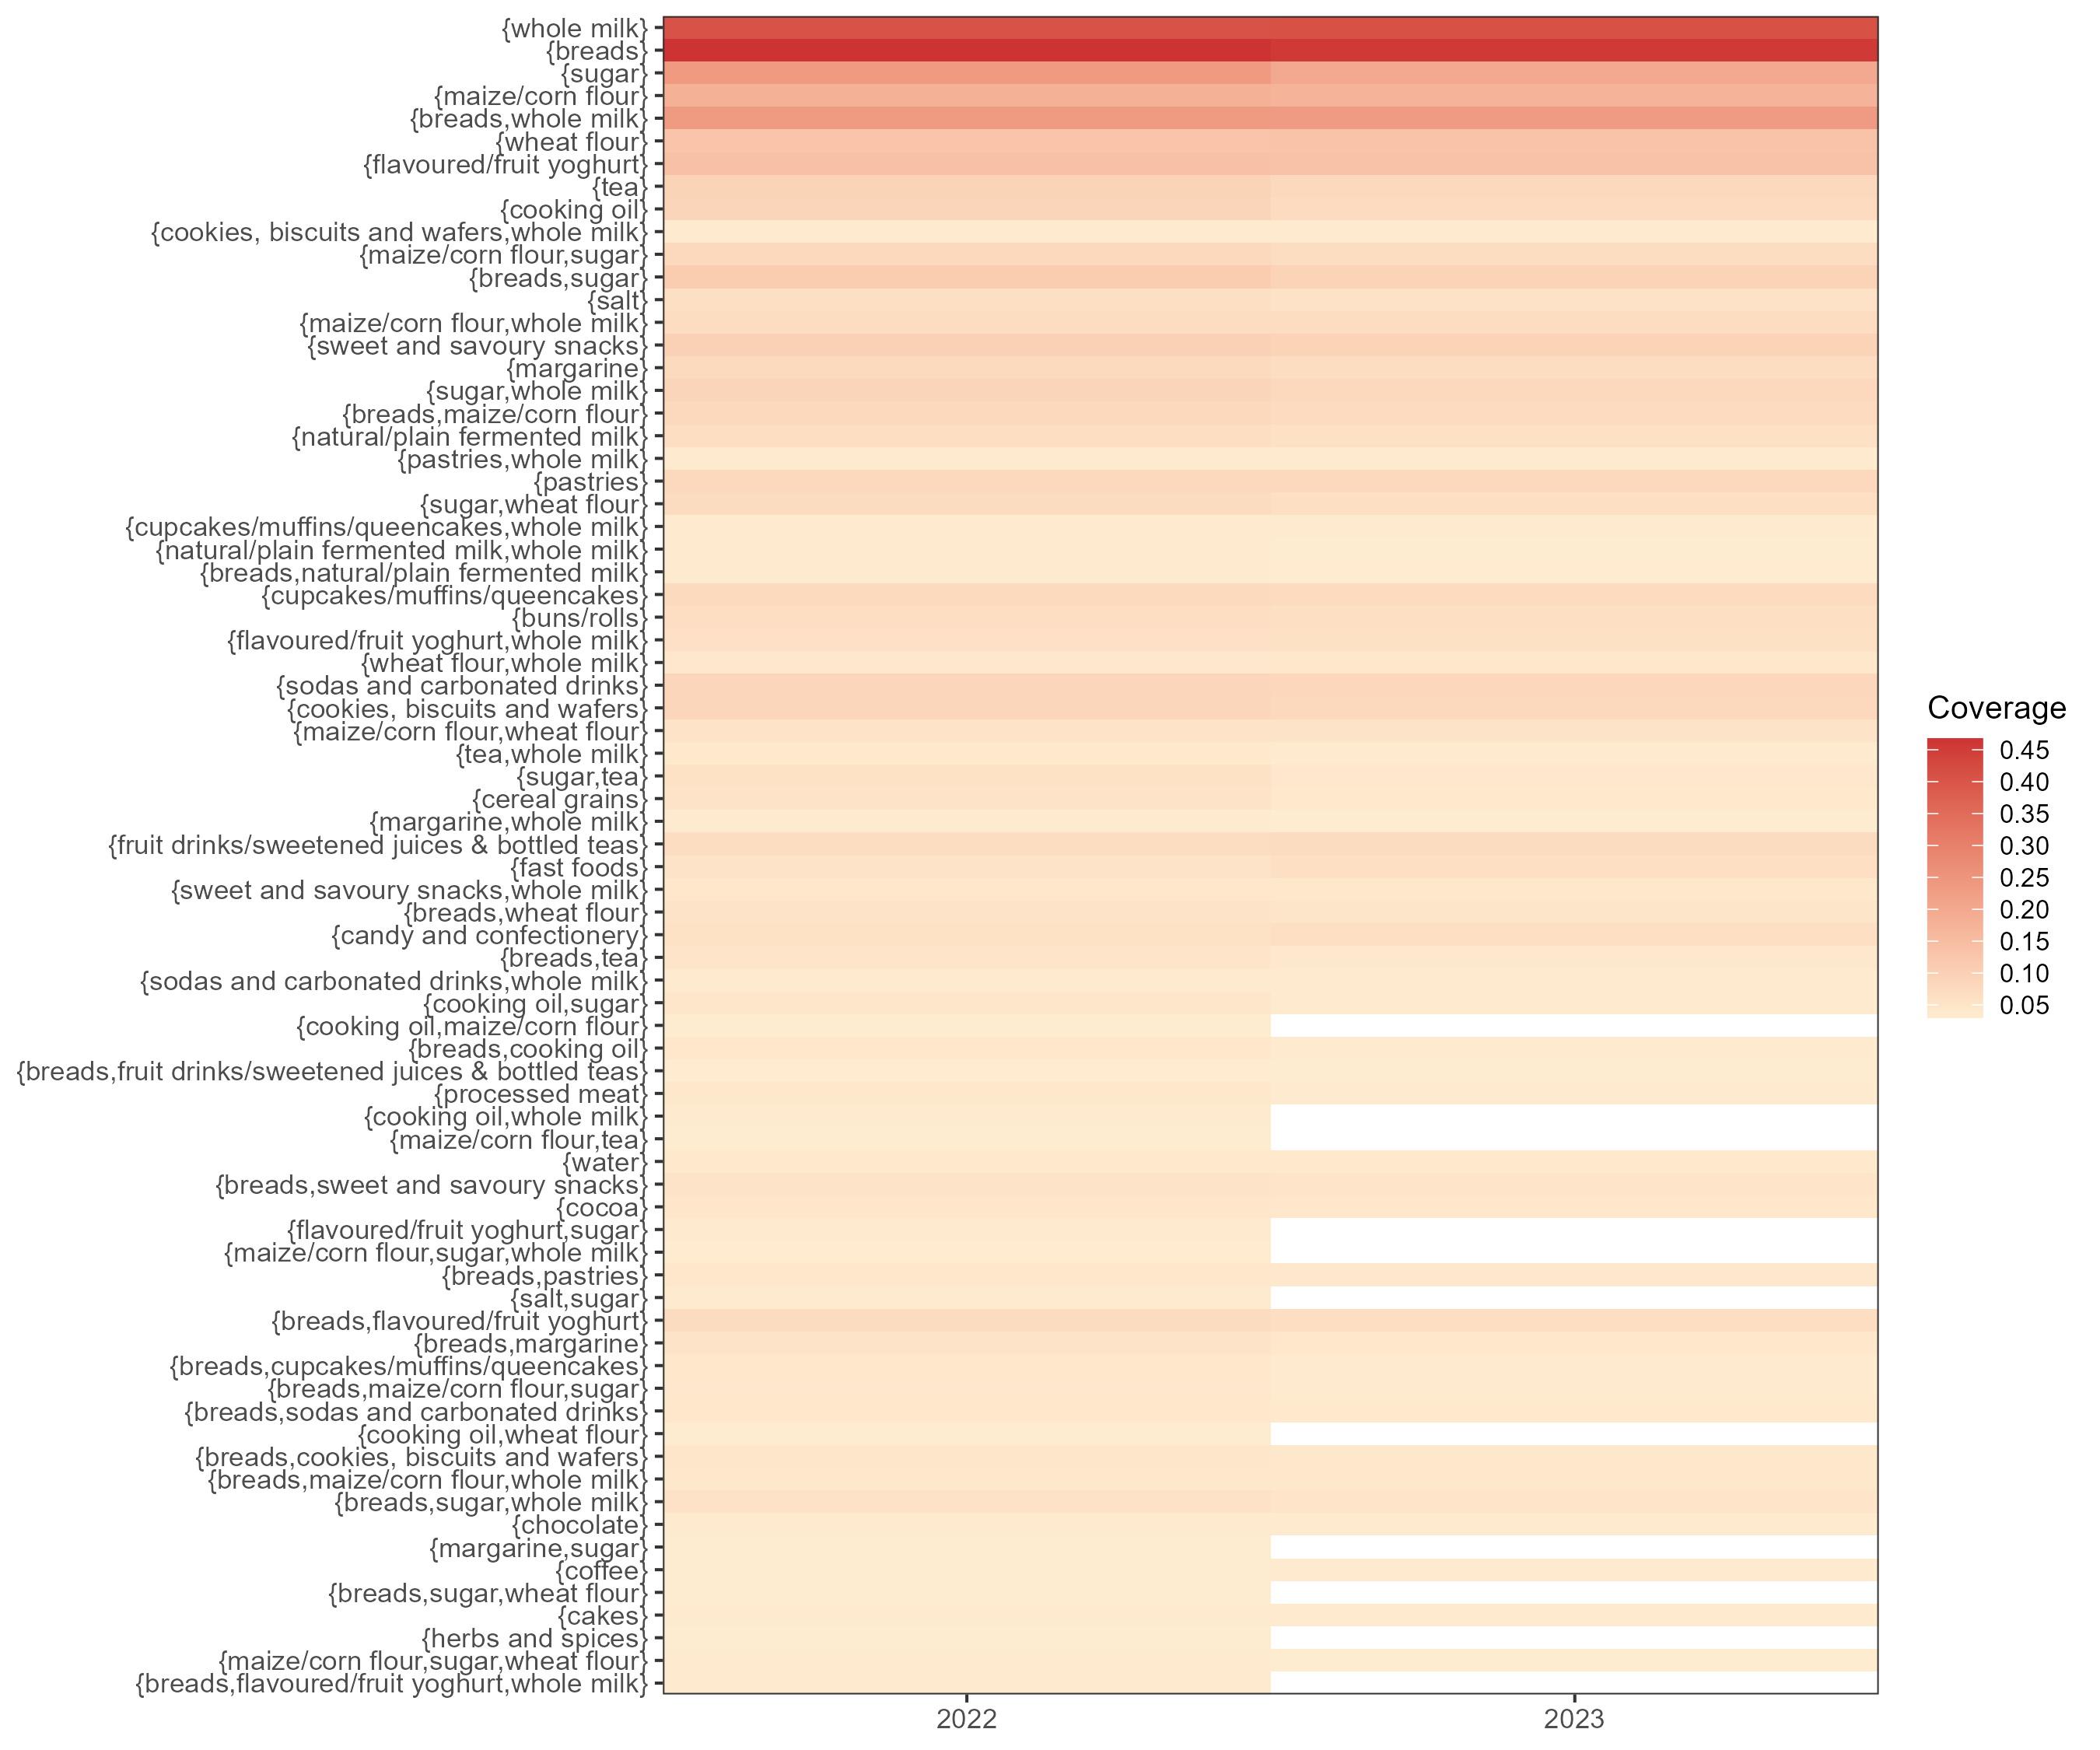 {whole milk}
{breads}
{sugar}
{maize/corn flour}
{breads,whole milk}
{wheat flour}
{flavoured/fruit yoghurt}
{tea}
{cooking oil}
{cookies, biscuits and wafers,whole milk}
{maize/corn flour,sugar}
{breads,sugar}
{salt}
{maize/corn flour,whole milk}
{sweet and savoury snacks}
{margarine}
{sugar,whole milk}
{breads,maize/corn flour}
{natural/plain fermented milk}
{pastries,whole milk}
{pastries}
{sugar,wheat flour}
{cupcakes/muffins/queencakes,whole milk}
{natural/plain fermented milk,whole milk}
{breads,natural/plain fermented milk}
{cupcakes/muffins/queencakes}
{buns/rolls}
{flavoured/fruit yoghurt,whole milk}
{wheat flour,whole milk}
{sodas and carbonated drinks}
{cookies, biscuits and wafers}
{maize/corn flour,wheat flour}
{tea,whole milk}
{sugar,tea}
{cereal grains}
{margarine,whole milk}
{fruit drinks/sweetened juices & bottled teas}
{fast foods}
{sweet and savoury snacks,whole milk}
{breads,wheat flour}
{candy and confectionery}
{breads,tea}
{sodas and carbonated drinks,whole milk}
{cooking oil,sugar}
{cooking oil,maize/corn flour}
{breads,cooking oil}
{breads,fruit drinks/sweetened juices & bottled teas}
{processed meat}
{cooking oil,whole milk}
{maize/corn flour,tea}
{water}
{breads,sweet and savoury snacks}
{cocoa}
{flavoured/fruit yoghurt,sugar}
{maize/corn flour,sugar,whole milk}
{breads,pastries}
{salt,sugar}
{breads,flavoured/fruit yoghurt}
{breads,margarine}
{breads,cupcakes/muffins/queencakes}
{breads,maize/corn flour,sugar}
{breads,sodas and carbonated drinks}
{cooking oil,wheat flour}
{breads,cookies, biscuits and wafers}
{breads,maize/corn flour,whole milk}
{breads,sugar,whole milk}
{chocolate}
{margarine,sugar}
{coffee}
{breads,sugar,wheat flour}
{cakes}
{herbs and spices}
{maize/corn flour,sugar,wheat flour}
{breads,flavoured/fruit yoghurt,whole milk}
2022
2023
Coverage
0.45
0.40
0.35
0.30
0.25
0.20
0.15
0.10
0.05